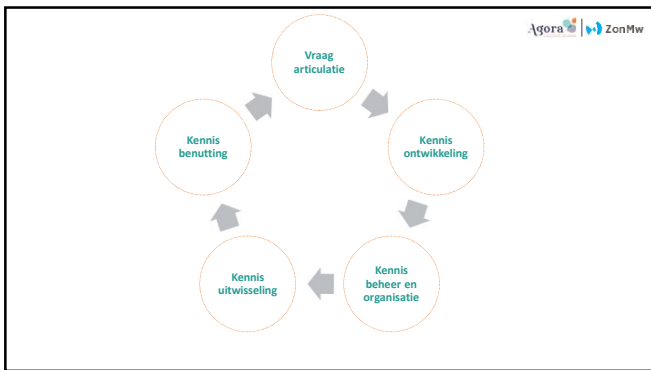 Agora ZonMw
Vraag
articulatie
Kennis
ontwikkeling
Kennis
beheer en
organisatie
Kennis
uitwisseling
Kennis
benutting